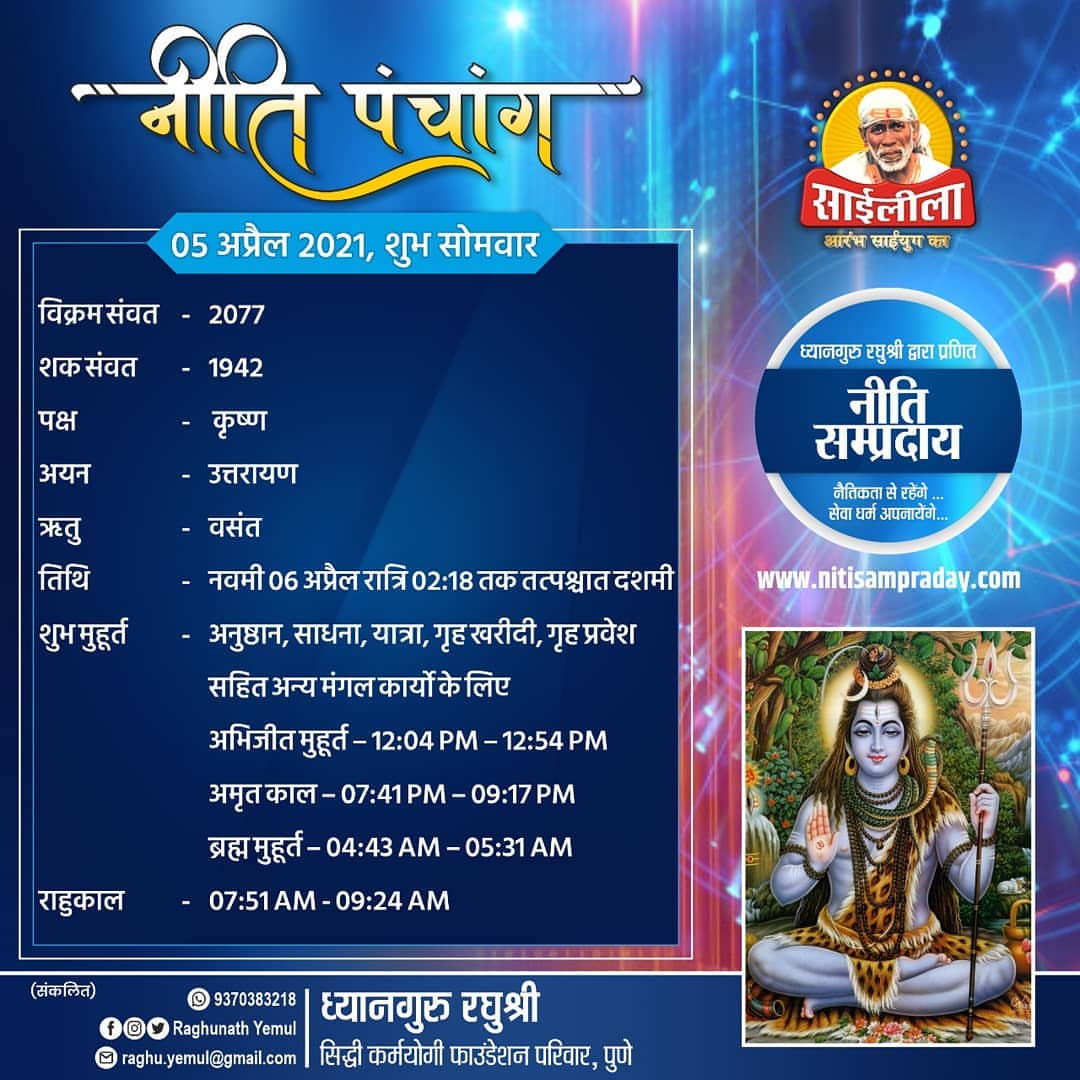 नीति पंचांग
साईलीला
आरंभ साईयुग का
05 अप्रैल 2021, शुभ सोमवार
विक्रम संवत - 2077
शक संवत - 1942
पक्ष - कृष्ण
अयन - उत्तरायण
ऋतु - वसंत
तिथि - नवमी 06 अप्रैल रात्रि 02:18 तक तत्पश्चात दशमी
शुभ मुहूर्त - अनुष्ठान, साधना, यात्रा, गृह खरीदी, गृह प्रवेश
सहित अन्य मंगल कार्यो के लिए
अभिजीत मुहूर्त – 12:04 PM – 12:54 PM
अमृत काल – 07:41 PM – 09:17 PM
ब्रह्म मुहूर्त – 04:43 AM – 05:31 AM
राहुकाल - 07:51 AM - 09:24 AM
ध्यानगुरु रघुश्री द्वारा प्रणित
नीति
सम्प्रदाय
नैतिकता से रहेंगे ...
सेवा धर्म अपनायेंगे...
www.nitisampraday.com
(संकलित)
9370383218
Raghunath Yemul
raghu.yemul@gmail.com
ध्यानगुरु रघुश्री
सिद्धी कर्मयोगी फाउंडेशन परिवार, पुणे